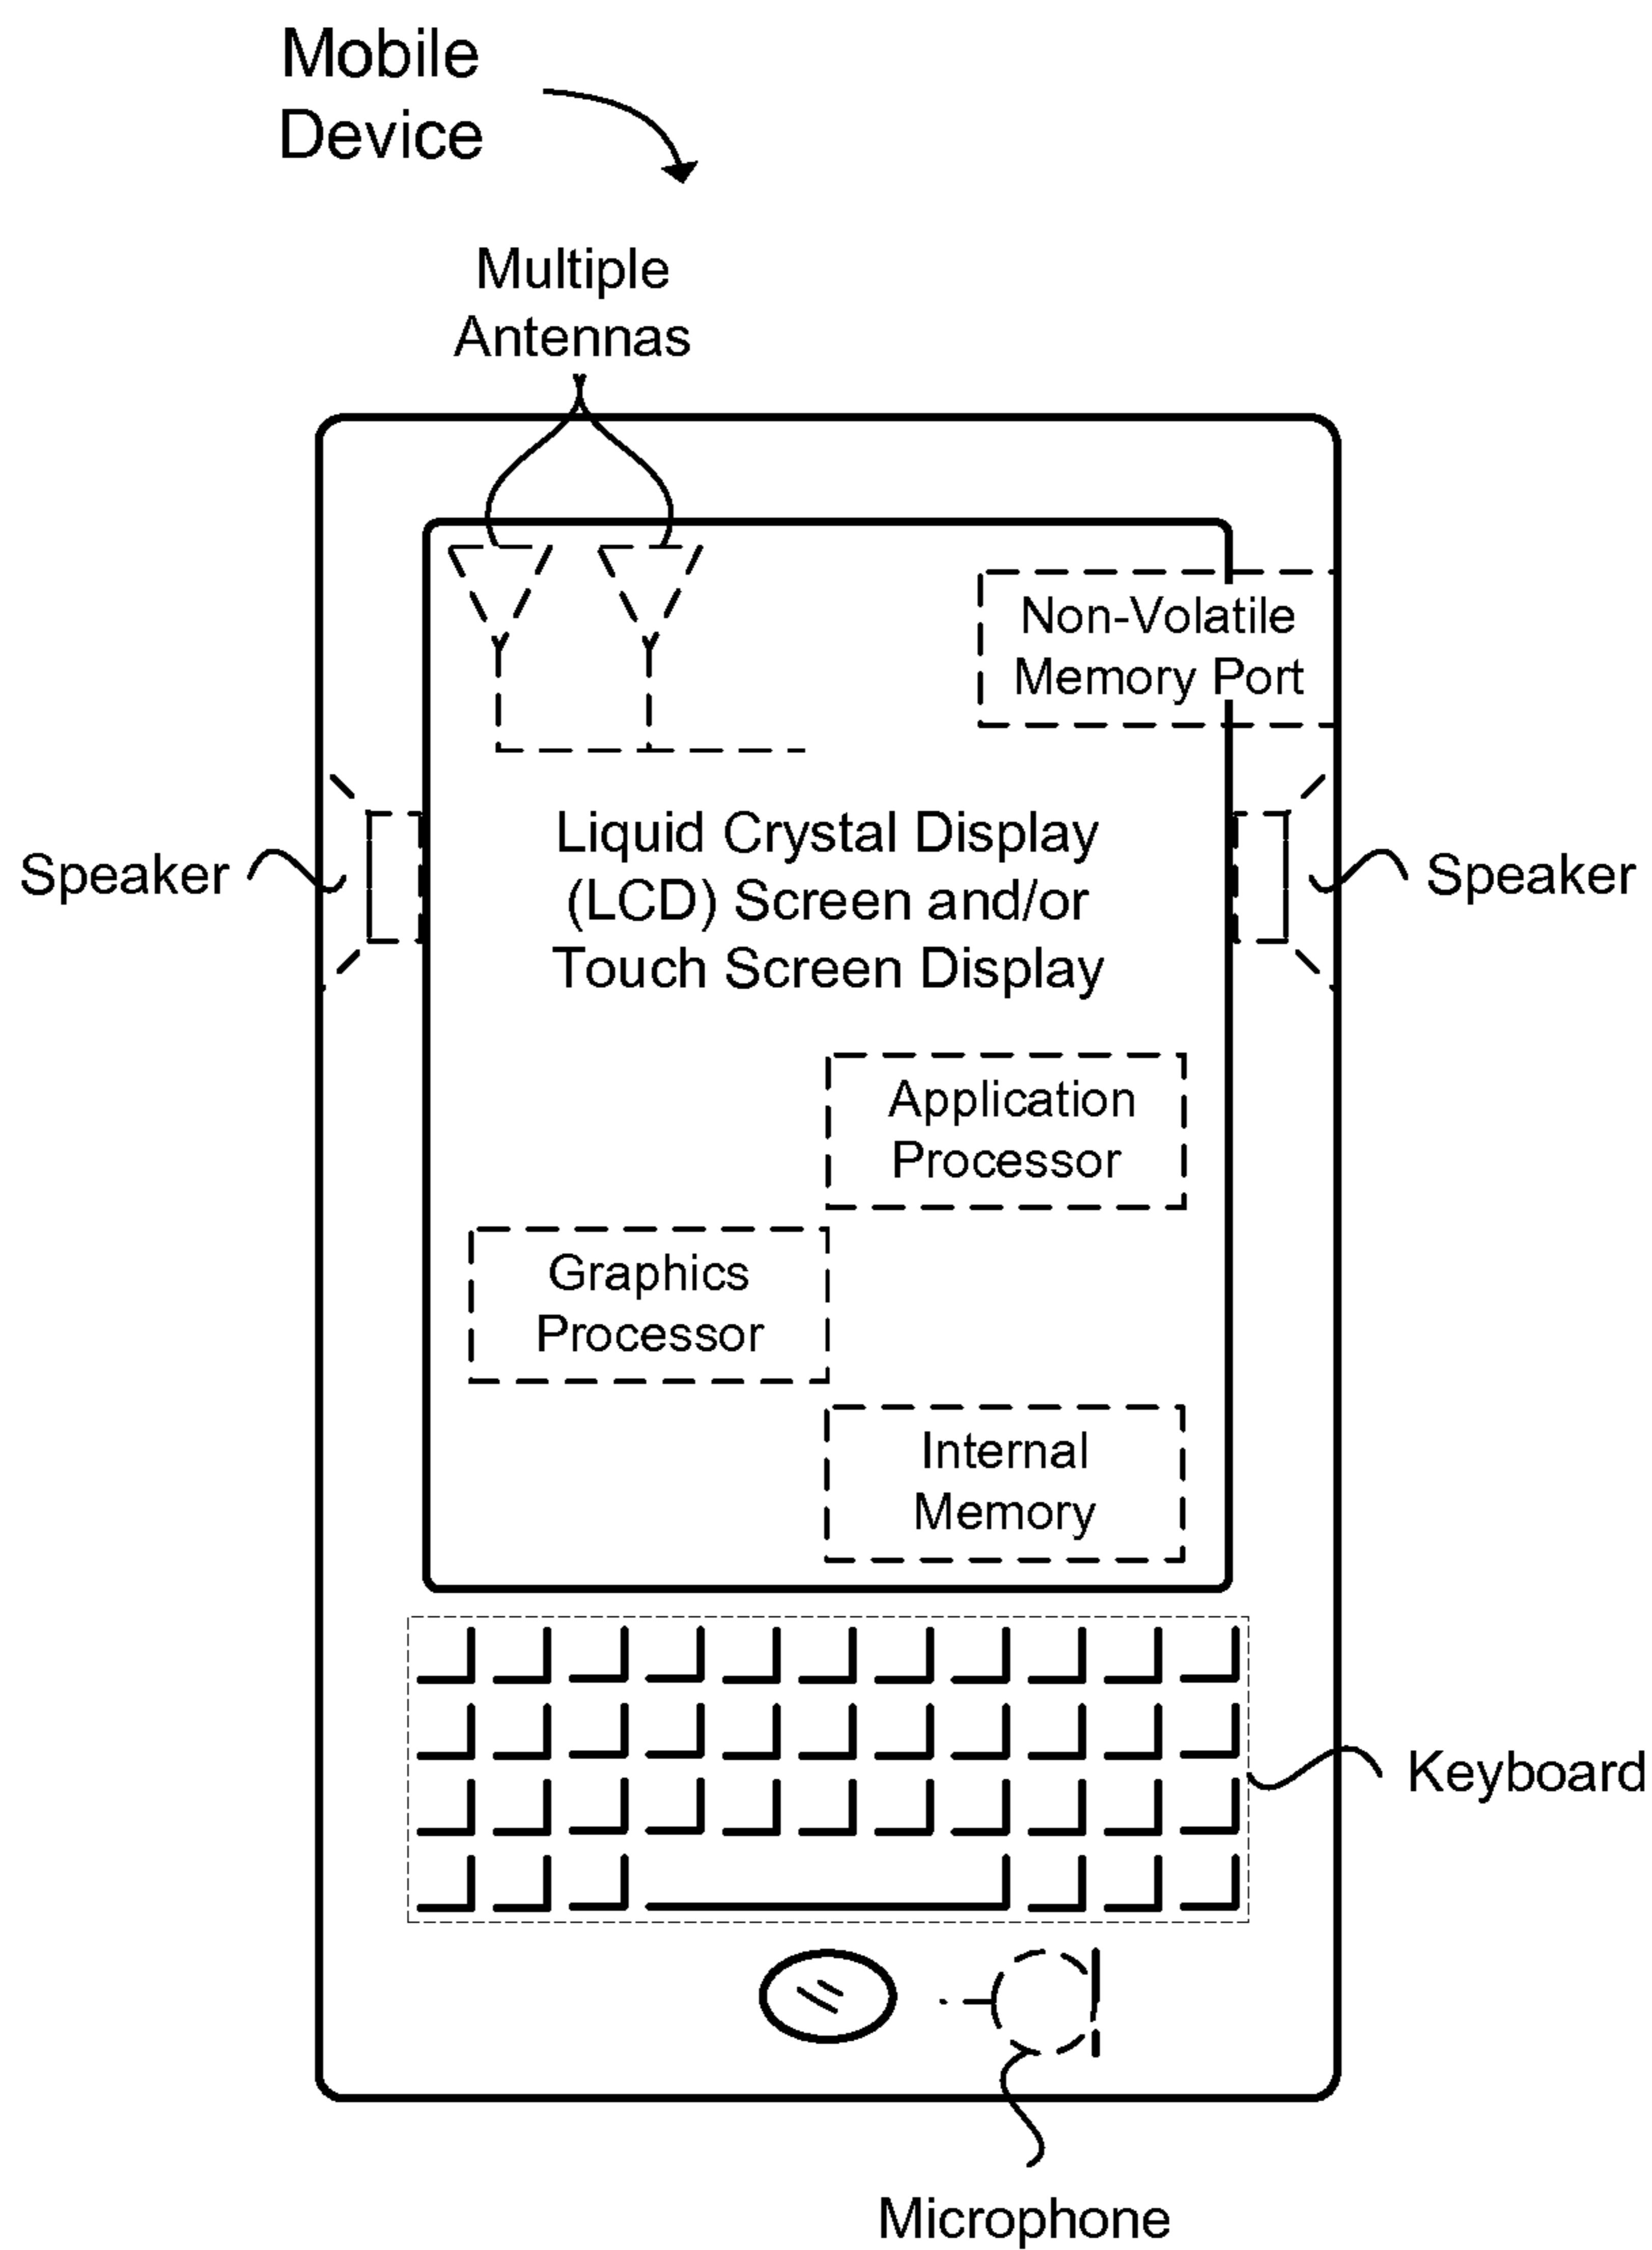 Mobile
Device
Multiple
Antennas
Non-Volatile
Memory Port
Speaker
Liquid Crystal Display
(LCD) Screen and/or
Touch Screen Display
Speaker
Application
Processor
Graphics
Processor
Internal
Memory
Keyboard
Microphone